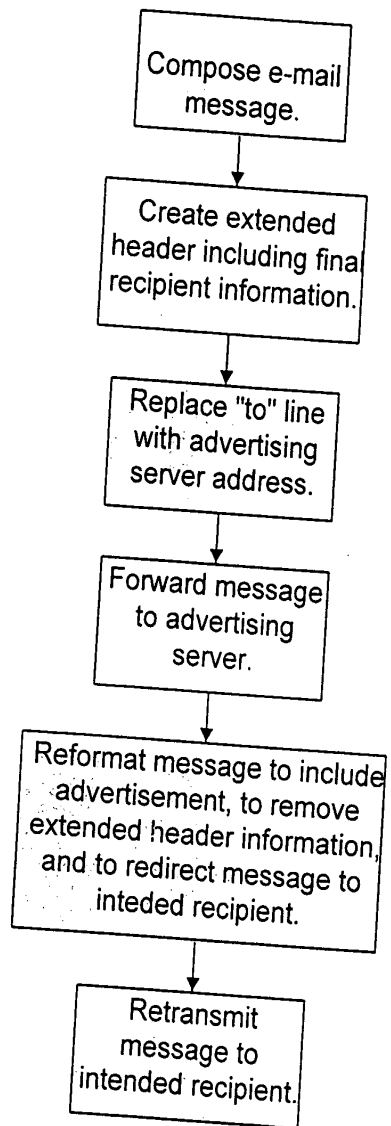 Compose e-mail
message.
Create extended
header including final
recipient information.
Replace "to" line
with advertising
server address.
Forward message
to advertising
server.
Reformat message to include
advertisement, to remove
extended header information,
and to redirect message to
inteded recipient.
Retransmit
message to
intended recipient.